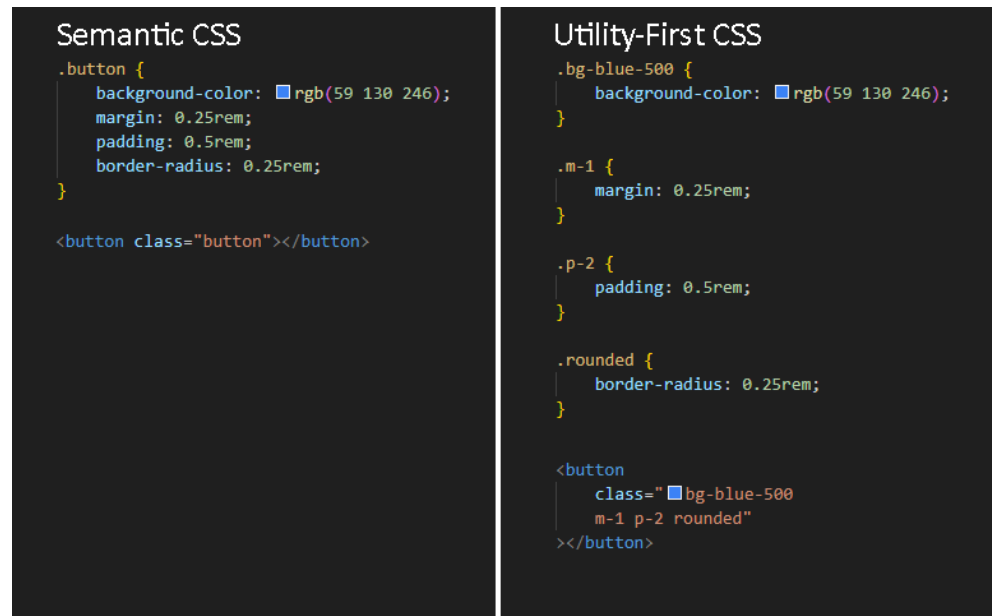 Semantic CSS
.button {
background-color: rgb(59 130 246);
margin: 0.25rem;
padding: 0.5rem;
border-radius: 0.25rem;
}
<button class="button"></button>
Utility-First CSS
.bg-blue-500 {
background-color: rgb(59 130 246);
}
.m-1 {
margin: 0.25rem;
}
.p-2 {
padding: 0.5rem;
}
.rounded {
border-radius: 0.25rem;
}
<button
class="bg-blue-500
m-1 p-2 rounded"
></button>